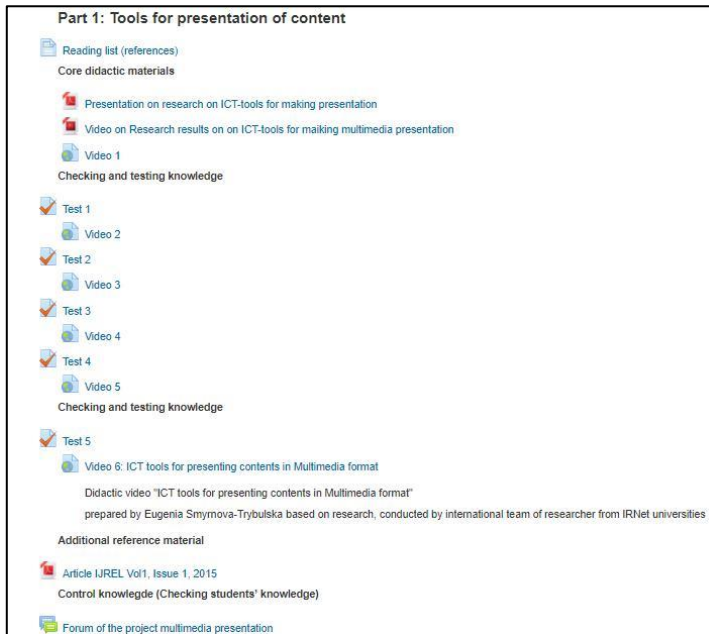 Part 1: Tools for presentation of content
Reading list (references)
Core didactic materials
Presentation on research on ICT-tools for making presentation
Video on Research results on on ICT-tools for maiking multimedia presentation
Video 1
Checking and testing knowledge
Test 1
Video 2
Test 2
Video 3
Test 3
Video 4
Test 4
Video 5
Checking and testing knowledge
Test 5
Video 6: ICT tools for presenting contents in Multimedia format
Didactic video "ICT tools for presenting contents in Multimedia format"
prepared by Eugenia Smyrnova-Trybulska based on research, conducted by international team of researcher from IRNet universities
Additional reference material
Article IJREL Vol1, Issue 1, 2015
Control knowlegde (Checking students' knowledge)
Forum of the project multimedia presentation